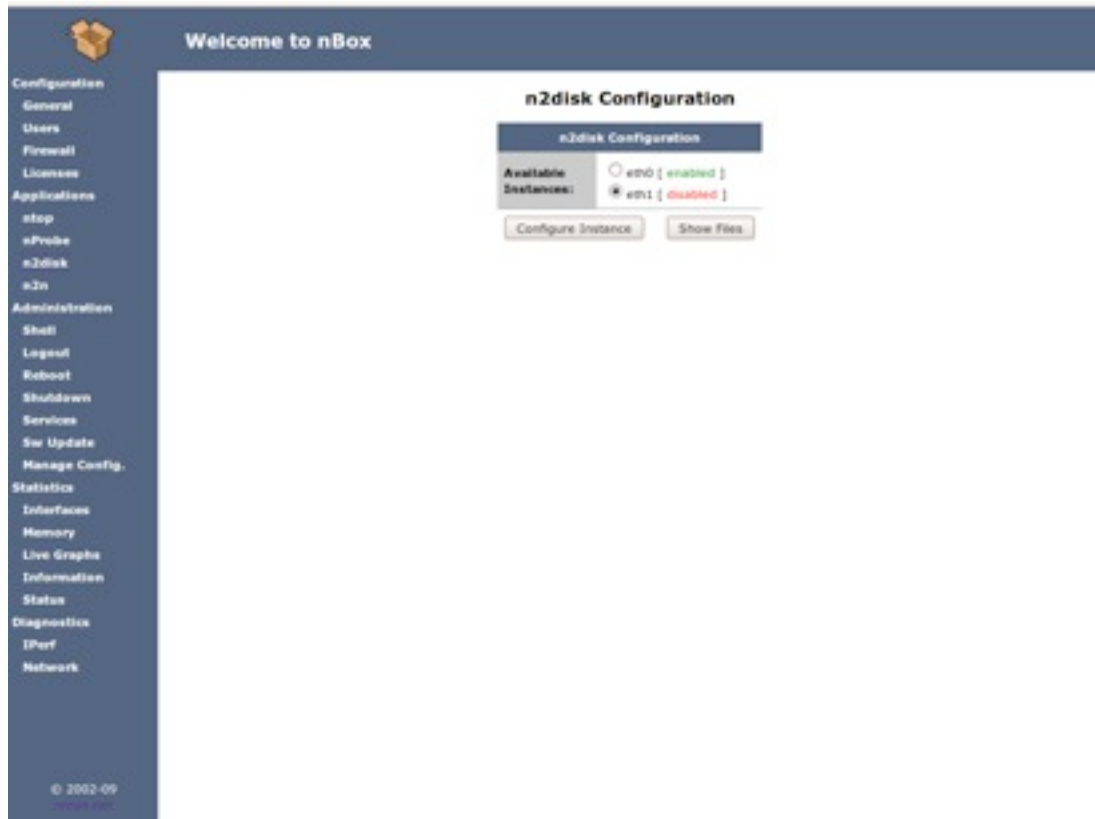 Welcome to nBox
Configuration
General
Users
Firewall
Licenses
Applications
ntop
nProbe
n2disk
n2n
Administration
Shell
Logout
Reboot
Shutdown
Services
Sw Update
Manage Config.
Statistics
Interfaces
Memory
Live Graphs
Information
Status
Diagnostics
IPerf
Network
© 2002-09
n2disk Configuration
n2disk Configuration
Available Instances:
eth0 [ enabled ]
eth1 [ disabled ]
Configure Instance Show Files